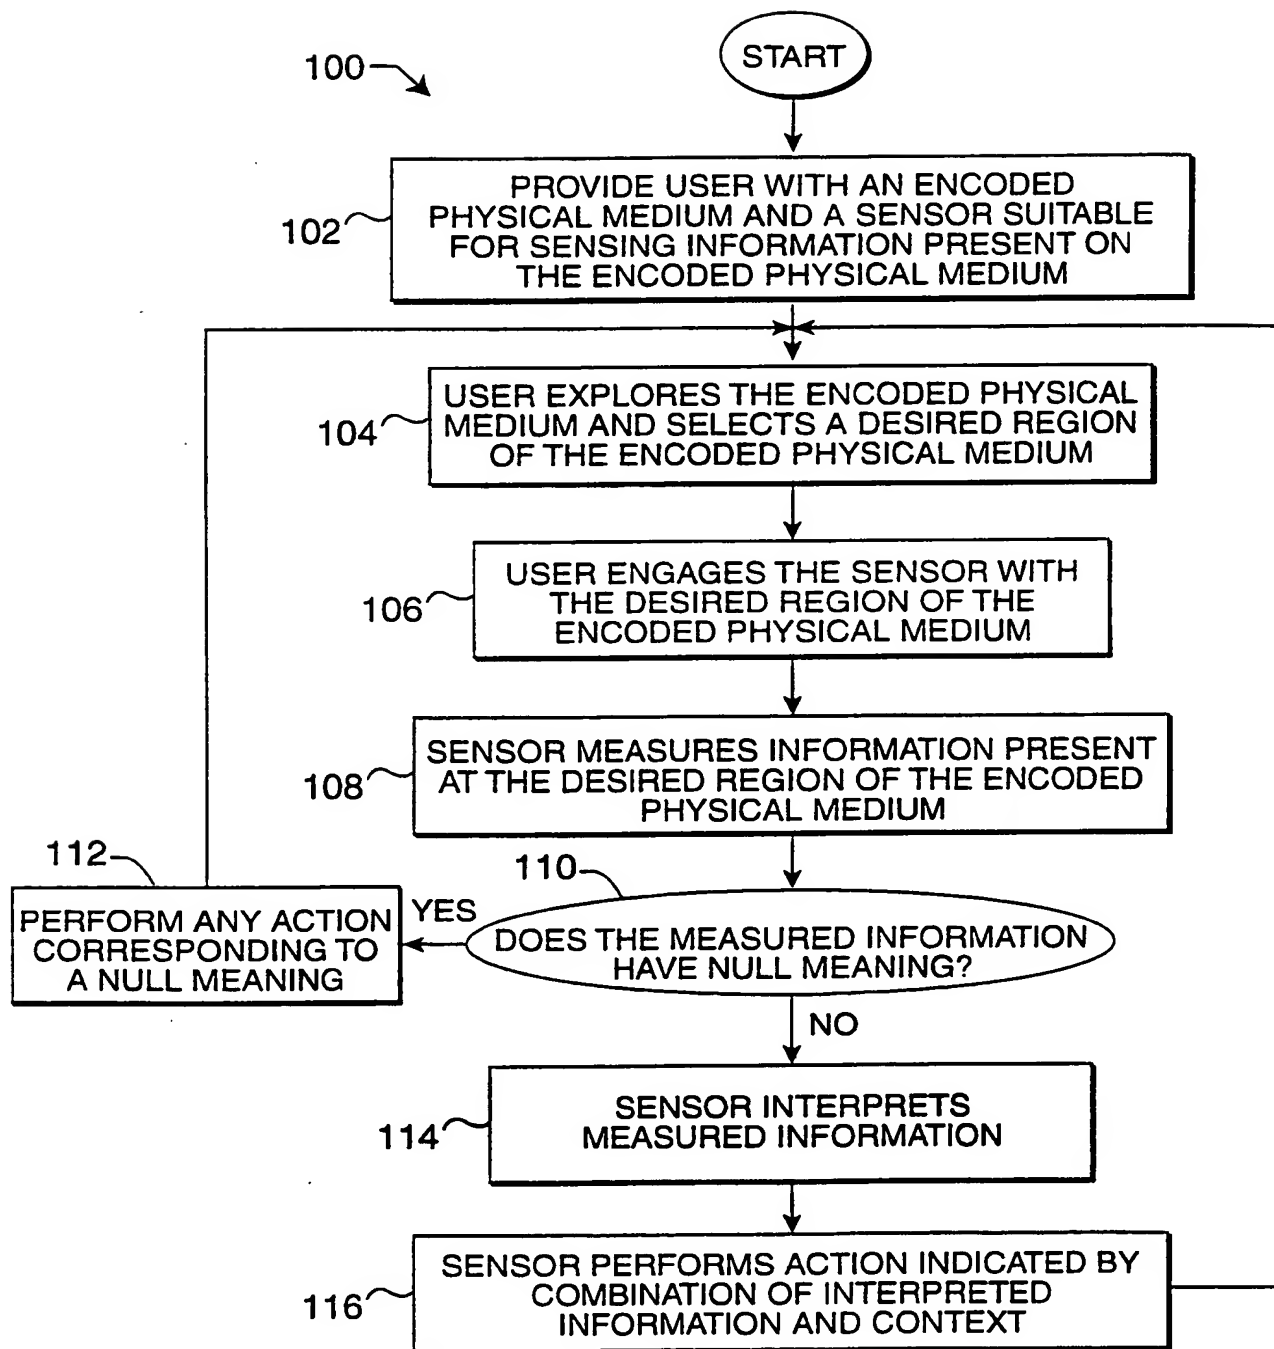 START
100
PROVIDE USER WITH AN ENCODED
PHYSICAL MEDIUM AND A SENSOR SUITABLE
FOR SENSING INFORMATION PRESENT ON
THE ENCODED PHYSICAL MEDIUM
102
USER EXPLORES THE ENCODED PHYSICAL
MEDIUM AND SELECTS A DESIRED REGION
OF THE ENCODED PHYSICAL MEDIUM
104
USER ENGAGES THE SENSOR WITH
THE DESIRED REGION OF THE
ENCODED PHYSICAL MEDIUM
106
SENSOR MEASURES INFORMATION PRESENT
AT THE DESIRED REGION OF THE ENCODED
PHYSICAL MEDIUM
108
110
DOES THE MEASURED INFORMATION
HAVE NULL MEANING?
YES
112
PERFORM ANY ACTION
CORRESPONDING TO
A NULL MEANING
NO
SENSOR INTERPRETS
MEASURED INFORMATION
114
SENSOR PERFORMS ACTION INDICATED BY
COMBINATION OF INTERPRETED
INFORMATION AND CONTEXT
116